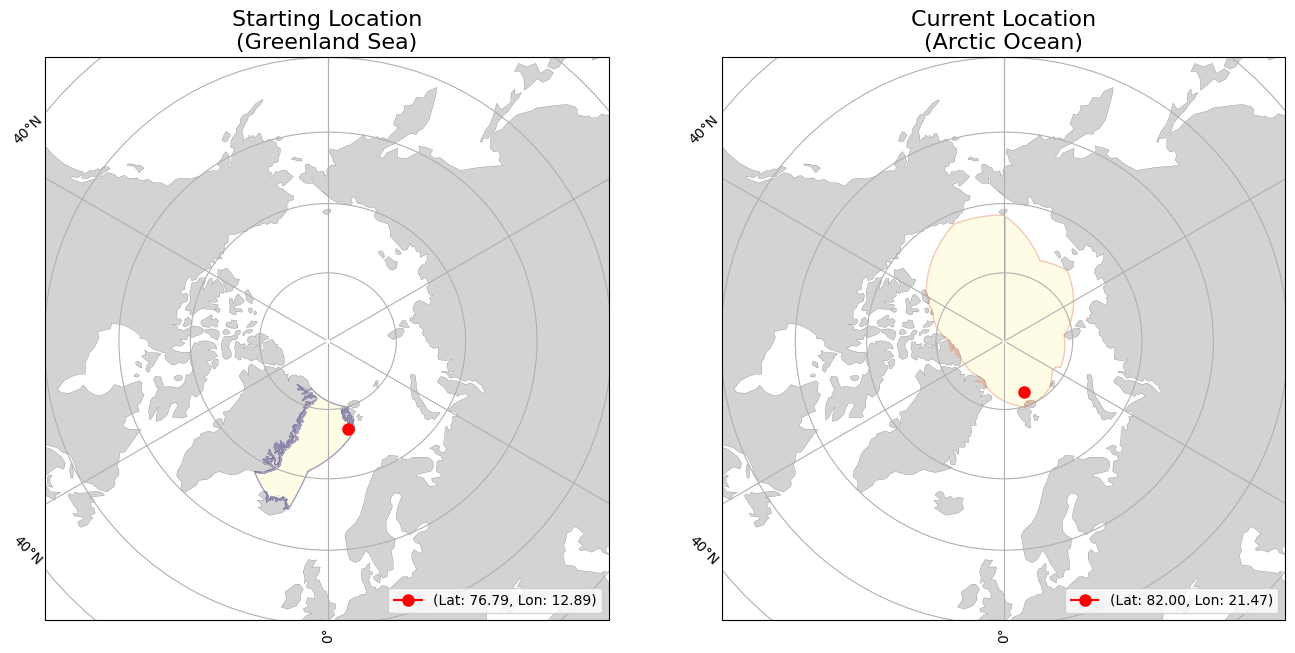 Starting Location
(Greenland Sea)
40°N
40°N
0°
(Lat: 76.79, Lon: 12.89)
Current Location
(Arctic Ocean)
40°N
40°N
0°
(Lat: 82.00, Lon: 21.47)